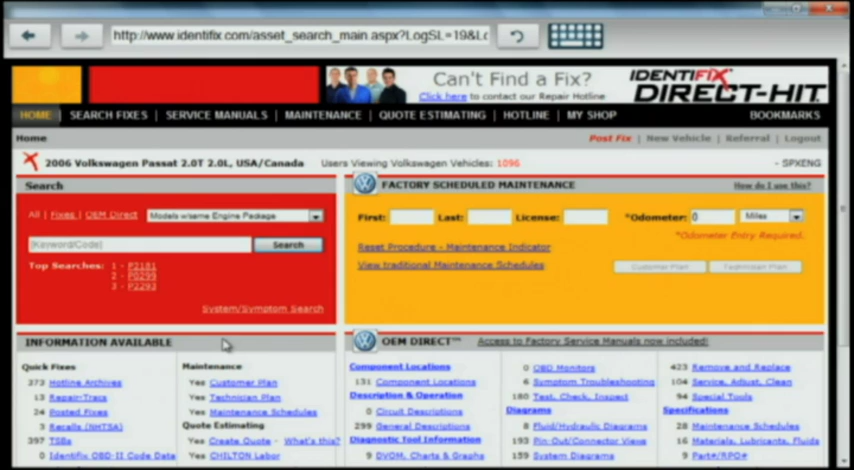 http://www.identifix.com/asset_search_main.aspx?LogSL=19&Lo
Can't Find a Fix?
Click here to contact our Repair Hotline
IDENTIFIX
DIRECT-HIT
HOME | SEARCH FIXES | SERVICE MANUALS | MAINTENANCE | QUOTE ESTIMATING | HOTLINE | MY SHOP BOOKMARKS
Home
Post Fix | New Vehicle | Referral | Logout
2006 Volkswagen Passat 2.0T 2.0L, USA/Canada Users Viewing Volkswagen Vehicles: 1096 - SPXENG
Search
All | Fixes | OEM Direct Models w/same Engine Package
[Keyword/Code] Search
Top Searches: 1 - P2181
2 - P0299
3 - P2293
System/Symptom Search
FACTORY SCHEDULED MAINTENANCE How do I use this?
First: Last: License: *Odometer: 0 Miles
*Odometer Entry Required.
Reset Procedure - Maintenance Indicator
View traditional Maintenance Schedules Customer Plan Technician Plan
INFORMATION AVAILABLE
Quick Fixes
373 Hotline Archives
13 Repair-Tracs
24 Posted Fixes
3 Recalls (NHTSA)
397 TSBs
0 Identifix OBD-II Code Data
Maintenance
Yes Customer Plan
Yes Technician Plan
Yes Maintenance Schedules
Quote Estimating
Yes Create Quote - What's this?
Yes CHILTON Labor
OEM DIRECT™ Access to Factory Service Manuals now included!
Component Locations
131 Component Locations
Description & Operation
0 Circuit Descriptions
299 General Descriptions
Diagnostic Tool Information
9 DVOM, Charts & Graphs
0 OBD Monitors
6 Symptom Troubleshooting
180 Test, Check, Inspect
Diagrams
8 Fluid/Hydraulic Diagrams
193 Pin-Out/Connector Views
159 System Diagrams
423 Remove and Replace
104 Service, Adjust, Clean
94 Special Tools
Specifications
28 Maintenance Schedules
16 Materials, Lubricants, Fluids
9 Part#/RPO#